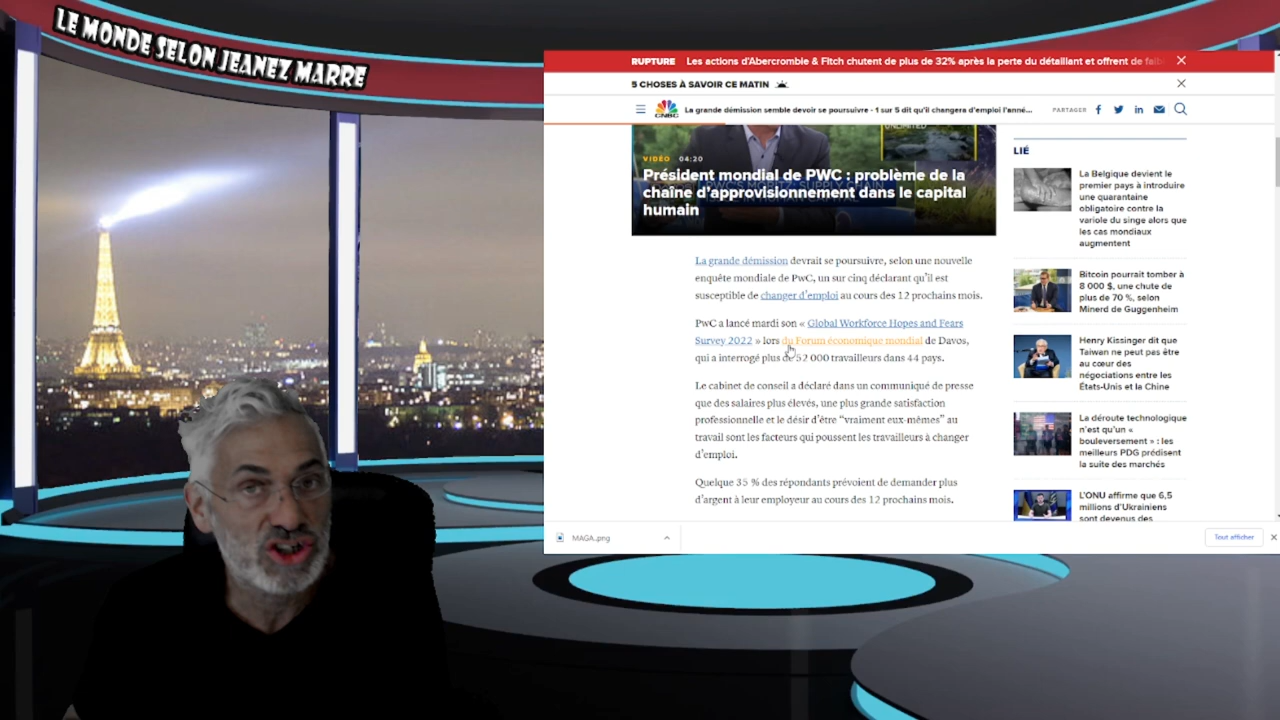 LE MONDE SELON JEANEZ MARRE
RUPTURE Les actions d'Abercrombie & Fitch chutent de plus de 32% après la perte du détaillant et offrent de
5 CHOSES À SAVOIR CE MATIN
CNBC La grande démission semble devoir se poursuivre - 1 sur 5 dit qu'il changera d'emploi l'anné... PARTAGER
UNLIMITED
VIDÉO 04:20
Président mondial de PWC : problème de la
chaîne d'approvisionnement dans le capital
humain
La grande démission devrait se poursuivre, selon une nouvelle
enquête mondiale de PwC, un sur cinq déclarant qu'il est
susceptible de changer d'emploi au cours des 12 prochains mois.
PwC a lancé mardi son « Global Workforce Hopes and Fears
Survey 2022 » lors du Forum économique mondial de Davos,
qui a interrogé plus de 52 000 travailleurs dans 44 pays.
Le cabinet de conseil a déclaré dans un communiqué de presse
que des salaires plus élevés, une plus grande satisfaction
professionnelle et le désir d'être “vraiment eux-mêmes” au
travail sont les facteurs qui poussent les travailleurs à changer
d'emploi.
Quelque 35 % des répondants prévoient de demander plus
d'argent à leur employeur au cours des 12 prochains mois.
LIÉ
La Belgique devient le
premier pays à introduire
une quarantaine
obligatoire contre la
variole du singe alors que
les cas mondiaux
augmentent
Bitcoin pourrait tomber à
8 000 $, une chute de
plus de 70 %, selon
Minerd de Guggenheim
Henry Kissinger dit que
Taiwan ne peut pas être
au cœur des
négociations entre les
États-Unis et la Chine
La déroute technologique
n'est qu'un «
bouleversement » : les
meilleurs PDG prédisent
la suite des marchés
L'ONU affirme que 6,5
millions d'Ukrainiens
sont devenus des
MAGA.png
Tout afficher